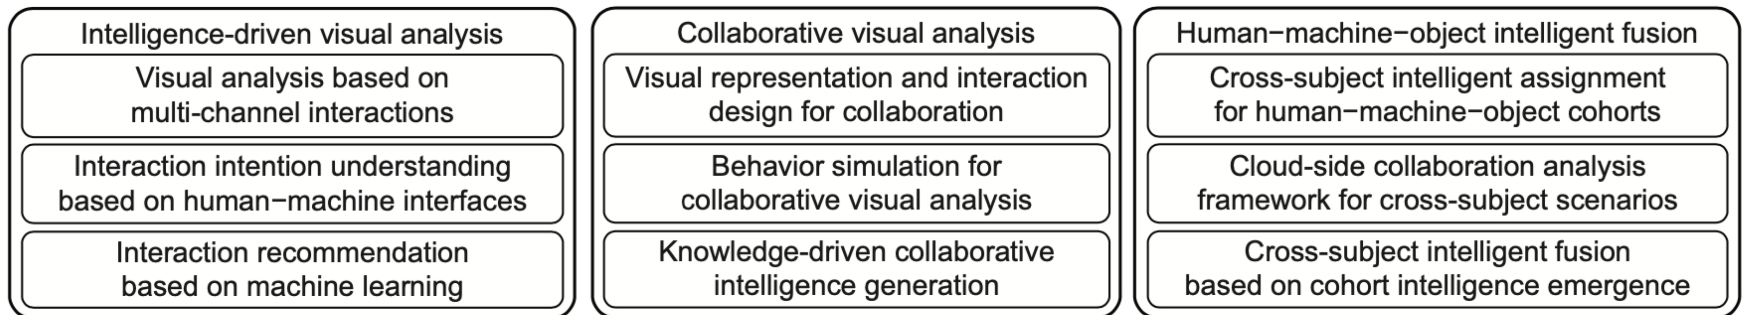 Intelligence-driven visual analysis
Visual analysis based on
multi-channel interactions
Interaction intention understanding
based on human−machine interfaces
Interaction recommendation
based on machine learning
Collaborative visual analysis
Visual representation and interaction
design for collaboration
Behavior simulation for
collaborative visual analysis
Knowledge-driven collaborative
intelligence generation
Human−machine−object intelligent fusion
Cross-subject intelligent assignment
for human−machine−object cohorts
Cloud-side collaboration analysis
framework for cross-subject scenarios
Cross-subject intelligent fusion
based on cohort intelligence emergence